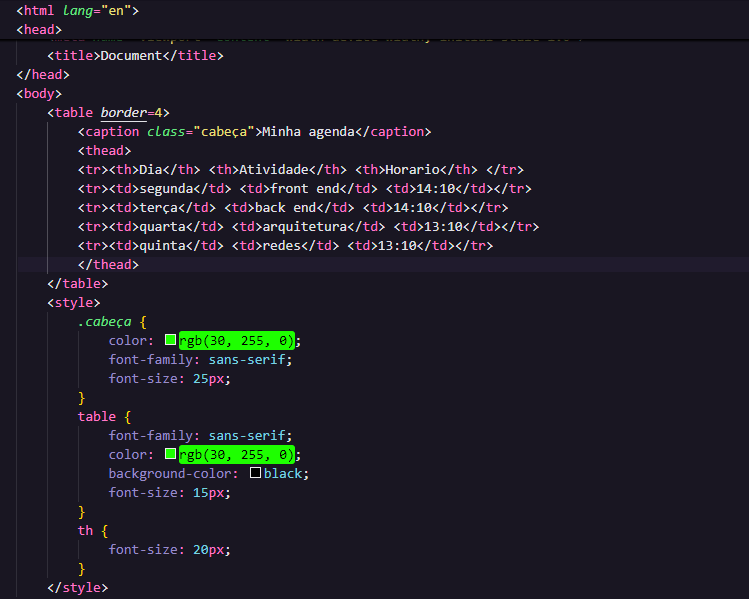 <html lang="en">
<head>
<title>Document</title>
</head>
<body>
<table border=4>
<caption class="cabeça">Minha agenda</caption>
<thead>
<tr><th>Dia</th> <th>Atividade</th> <th>Horario</th> </tr>
<tr><td>segunda</td> <td>front end</td> <td>14:10</td></tr>
<tr><td>terça</td> <td>back end</td> <td>14:10</td></tr>
<tr><td>quarta</td> <td>arquitetura</td> <td>13:10</td></tr>
<tr><td>quinta</td> <td>redes</td> <td>13:10</td></tr>
</thead>
</table>
<style>
.cabeça {
color: rgb(30, 255, 0);
font-family: sans-serif;
font-size: 25px;
}
table {
font-family: sans-serif;
color: rgb(30, 255, 0);
background-color: black;
font-size: 15px;
}
th {
font-size: 20px;
}
</style>